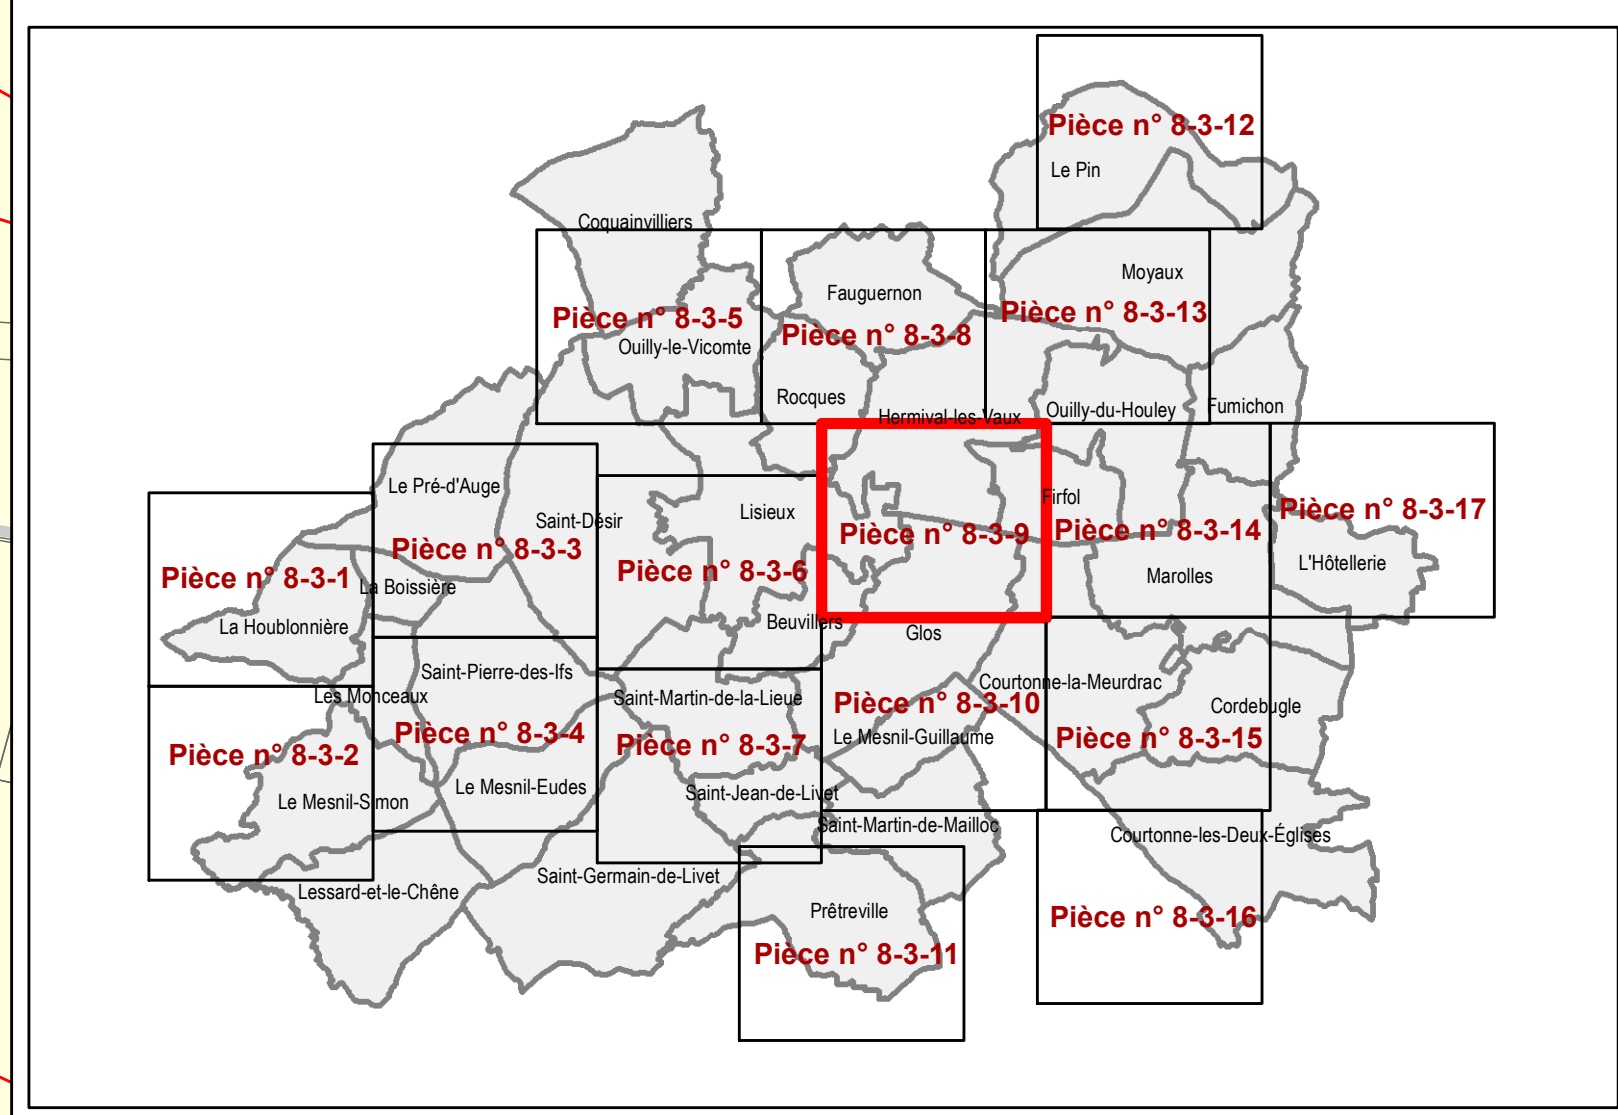 Pièce n° 8-3-12
Le Pin
Coquainvilliers
Moyaux
Fauguernon
Pièce n° 8-3-5
Pièce n° 8-3-8
Pièce n° 8-3-13
Ouilly-le-Vicomte
Rocques
Hermival-les-Vaux
Ouilly-du-Houley
Fumichon
Le Pré-d'Auge
Saint-Désir
Lisieux
Firfol
Pièce n° 8-3-17
Pièce n° 8-3-3
Pièce n° 8-3-9
Pièce n° 8-3-14
Pièce n° 8-3-1
La Boissière
Pièce n° 8-3-6
Marolles
L'Hôtellerie
La Houblonnière
Beuvillers
Glos
Saint-Pierre-des-Ifs
Les Monceaux
Saint-Martin-de-la-Lieue
Courtonne-la-Meurdrac
Pièce n° 8-3-10
Cordebugle
Pièce n° 8-3-2
Pièce n° 8-3-4
Pièce n° 8-3-7
Le Mesnil-Guillaume
Pièce n° 8-3-15
Le Mesnil-Simon
Le Mesnil-Eudes
Saint-Jean-de-Livet
Saint-Martin-de-Mailloc
Courtonne-les-Deux-Églises
Lessard-et-le-Chêne
Saint-Germain-de-Livet
Prêtreville
Pièce n° 8-3-16
Pièce n° 8-3-11